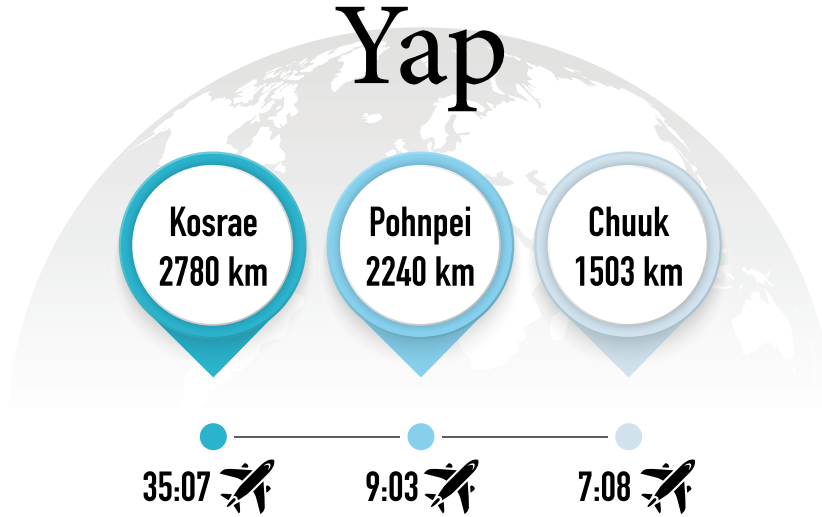 Yap
Kosrae
2780 km
Pohnpei
2240 km
Chuuk
1503 km
35:07
9:03
7:08